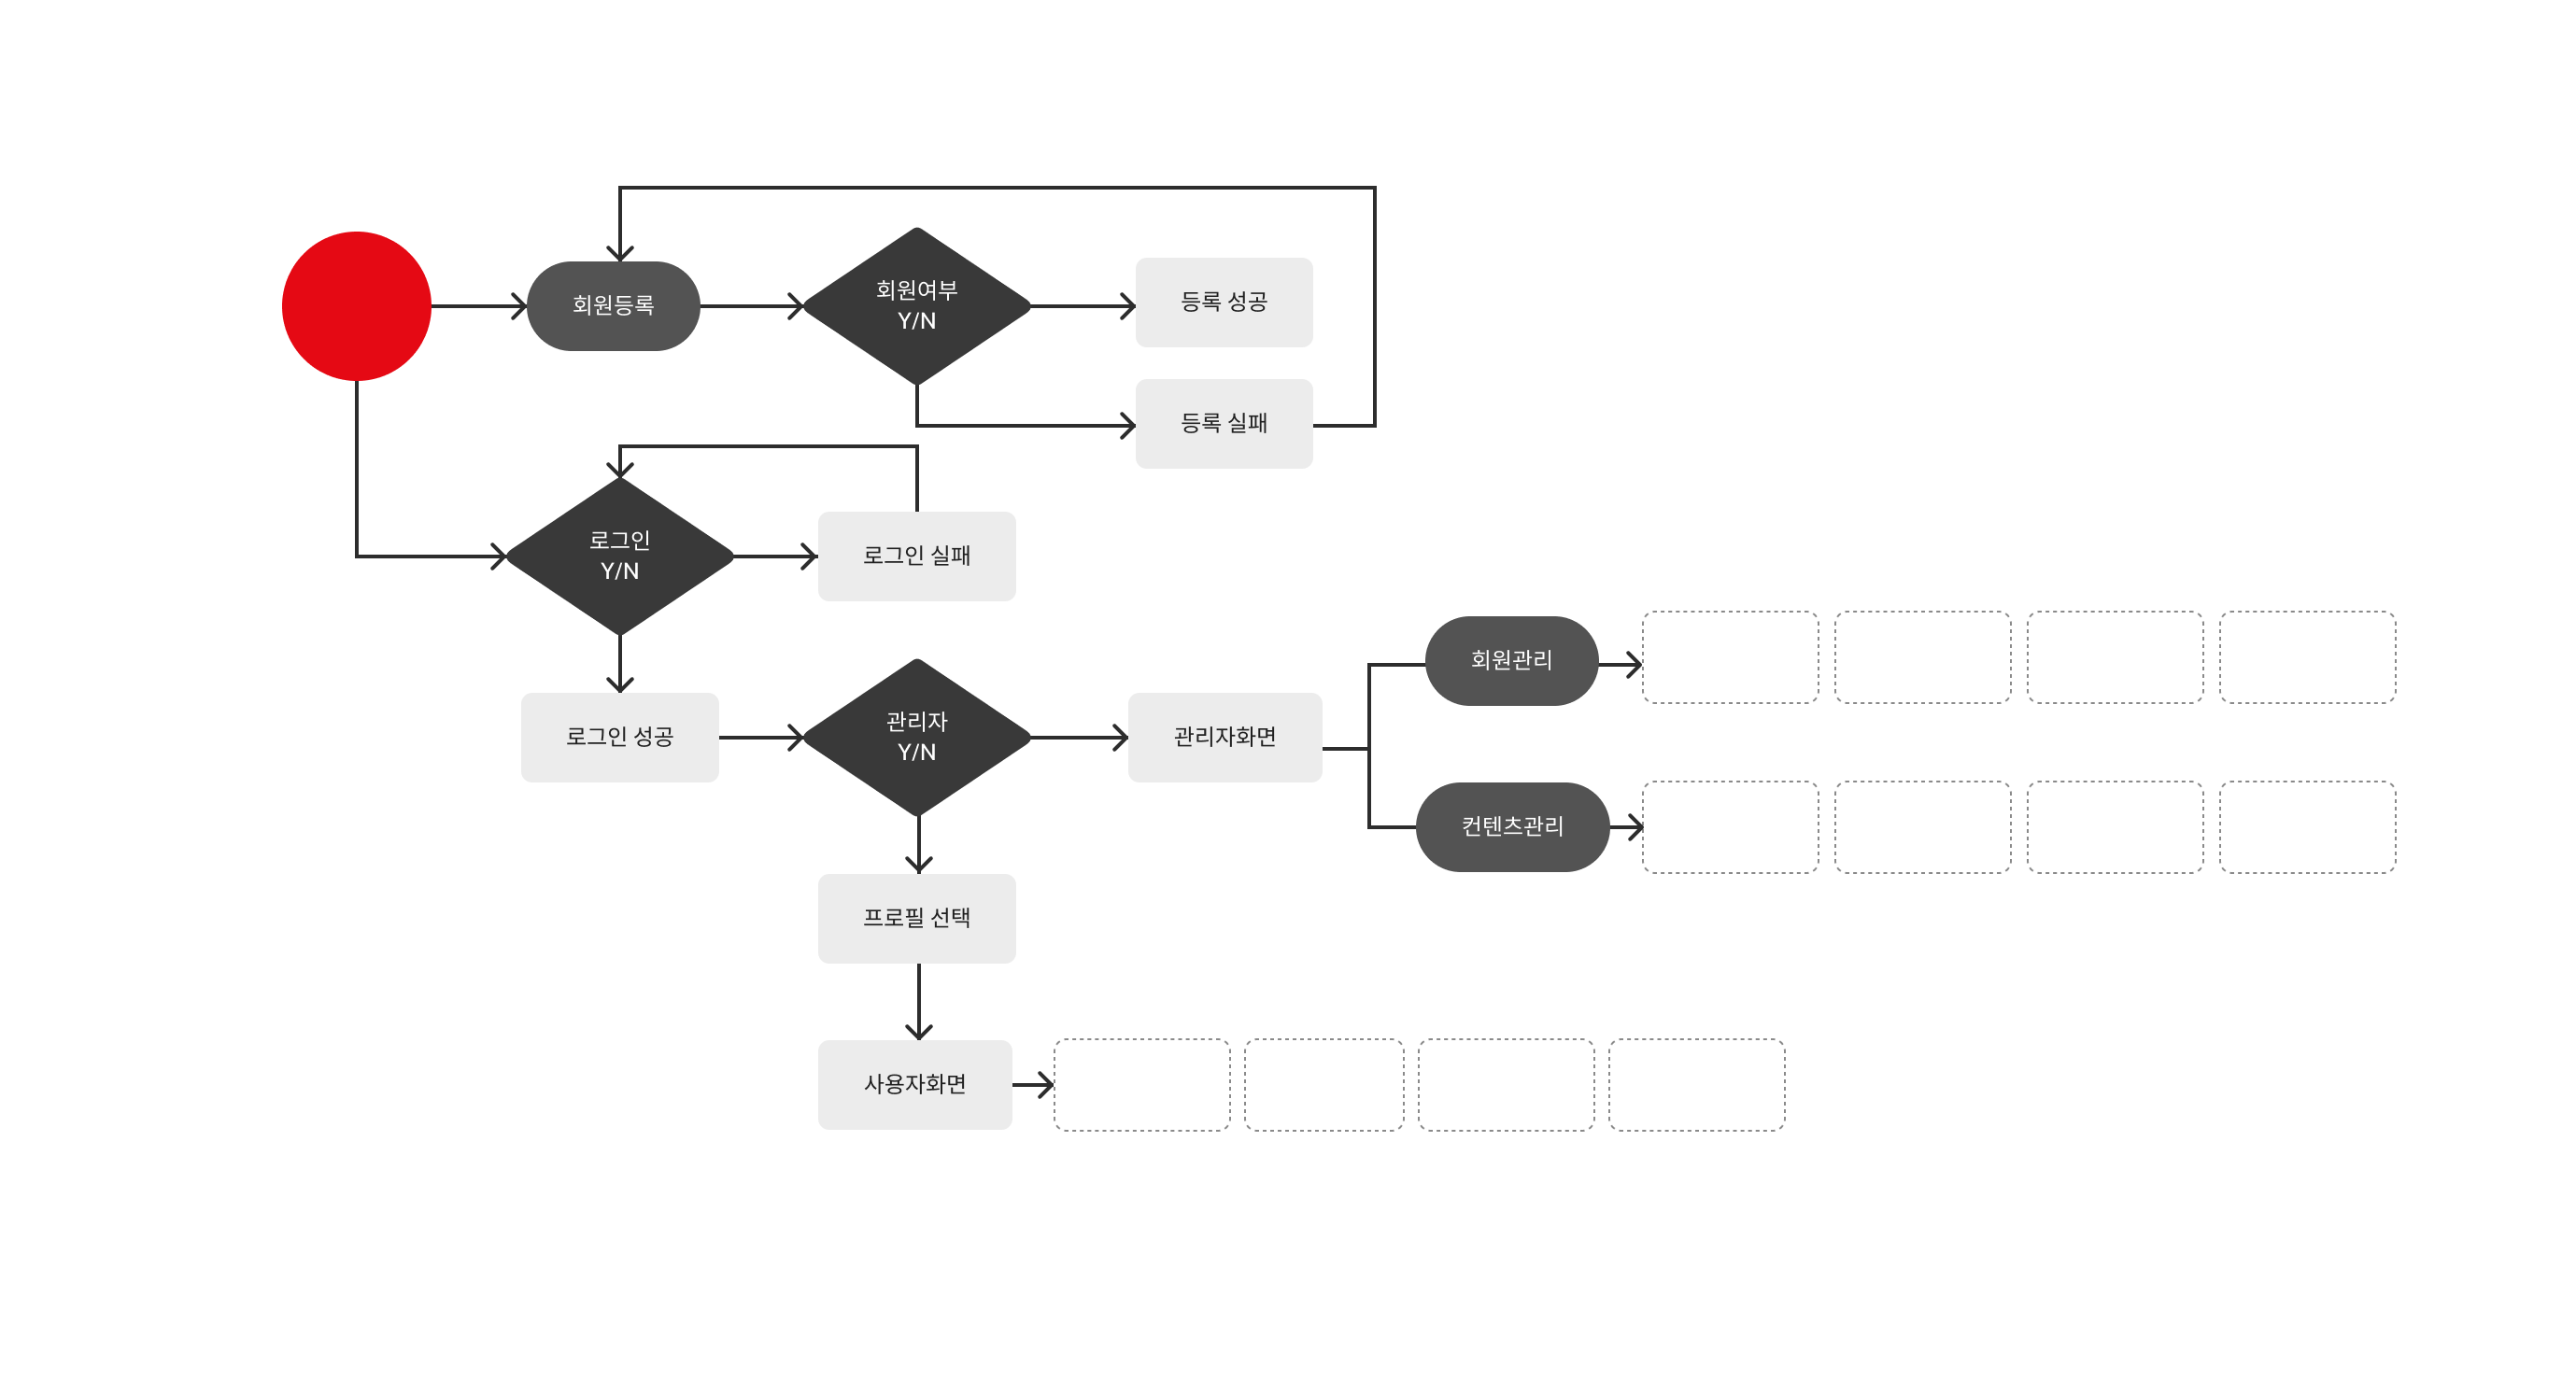 회원등록
회원여부
Y/N
등록 성공
등록 실패
로그인
Y/N
로그인 실패
로그인 성공
관리자
Y/N
관리자화면
회원관리
컨텐츠관리
프로필 선택
사용자화면